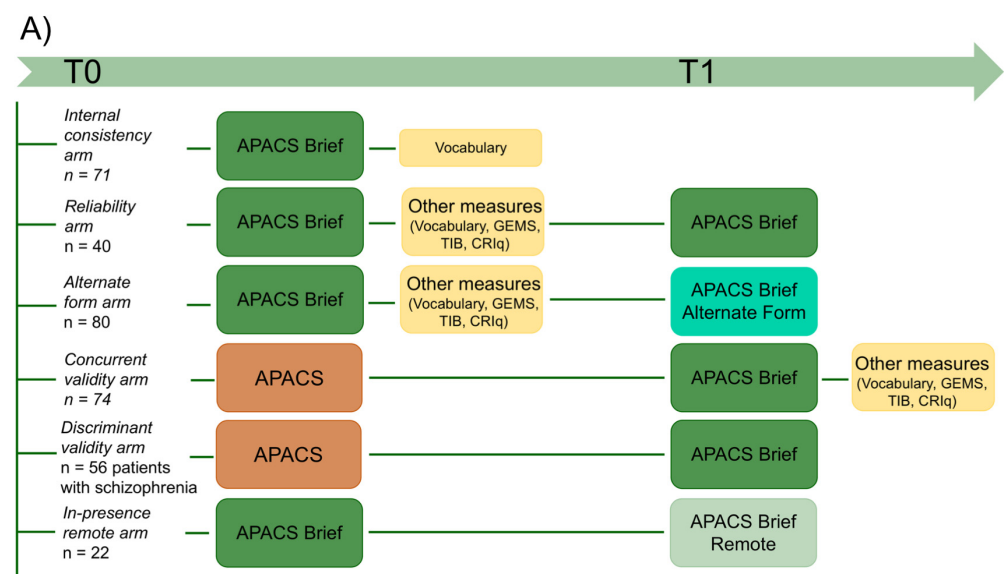 A)
T0
T1
Internal
consistency
arm
n = 71
APACS Brief
Vocabulary
Reliability
arm
n = 40
APACS Brief
Other measures
(Vocabulary, GEMS,
TIB, CRIq)
APACS Brief
Alternate
form arm
n = 80
APACS Brief
Other measures
(Vocabulary, GEMS,
TIB, CRIq)
APACS Brief
Alternate Form
Concurrent
validity arm
n = 74
APACS
APACS Brief
Other measures
(Vocabulary, GEMS,
TIB, CRIq)
Discriminant
validity arm
n = 56 patients
with schizophrenia
APACS
APACS Brief
In-presence
remote arm
n = 22
APACS Brief
APACS Brief
Remote